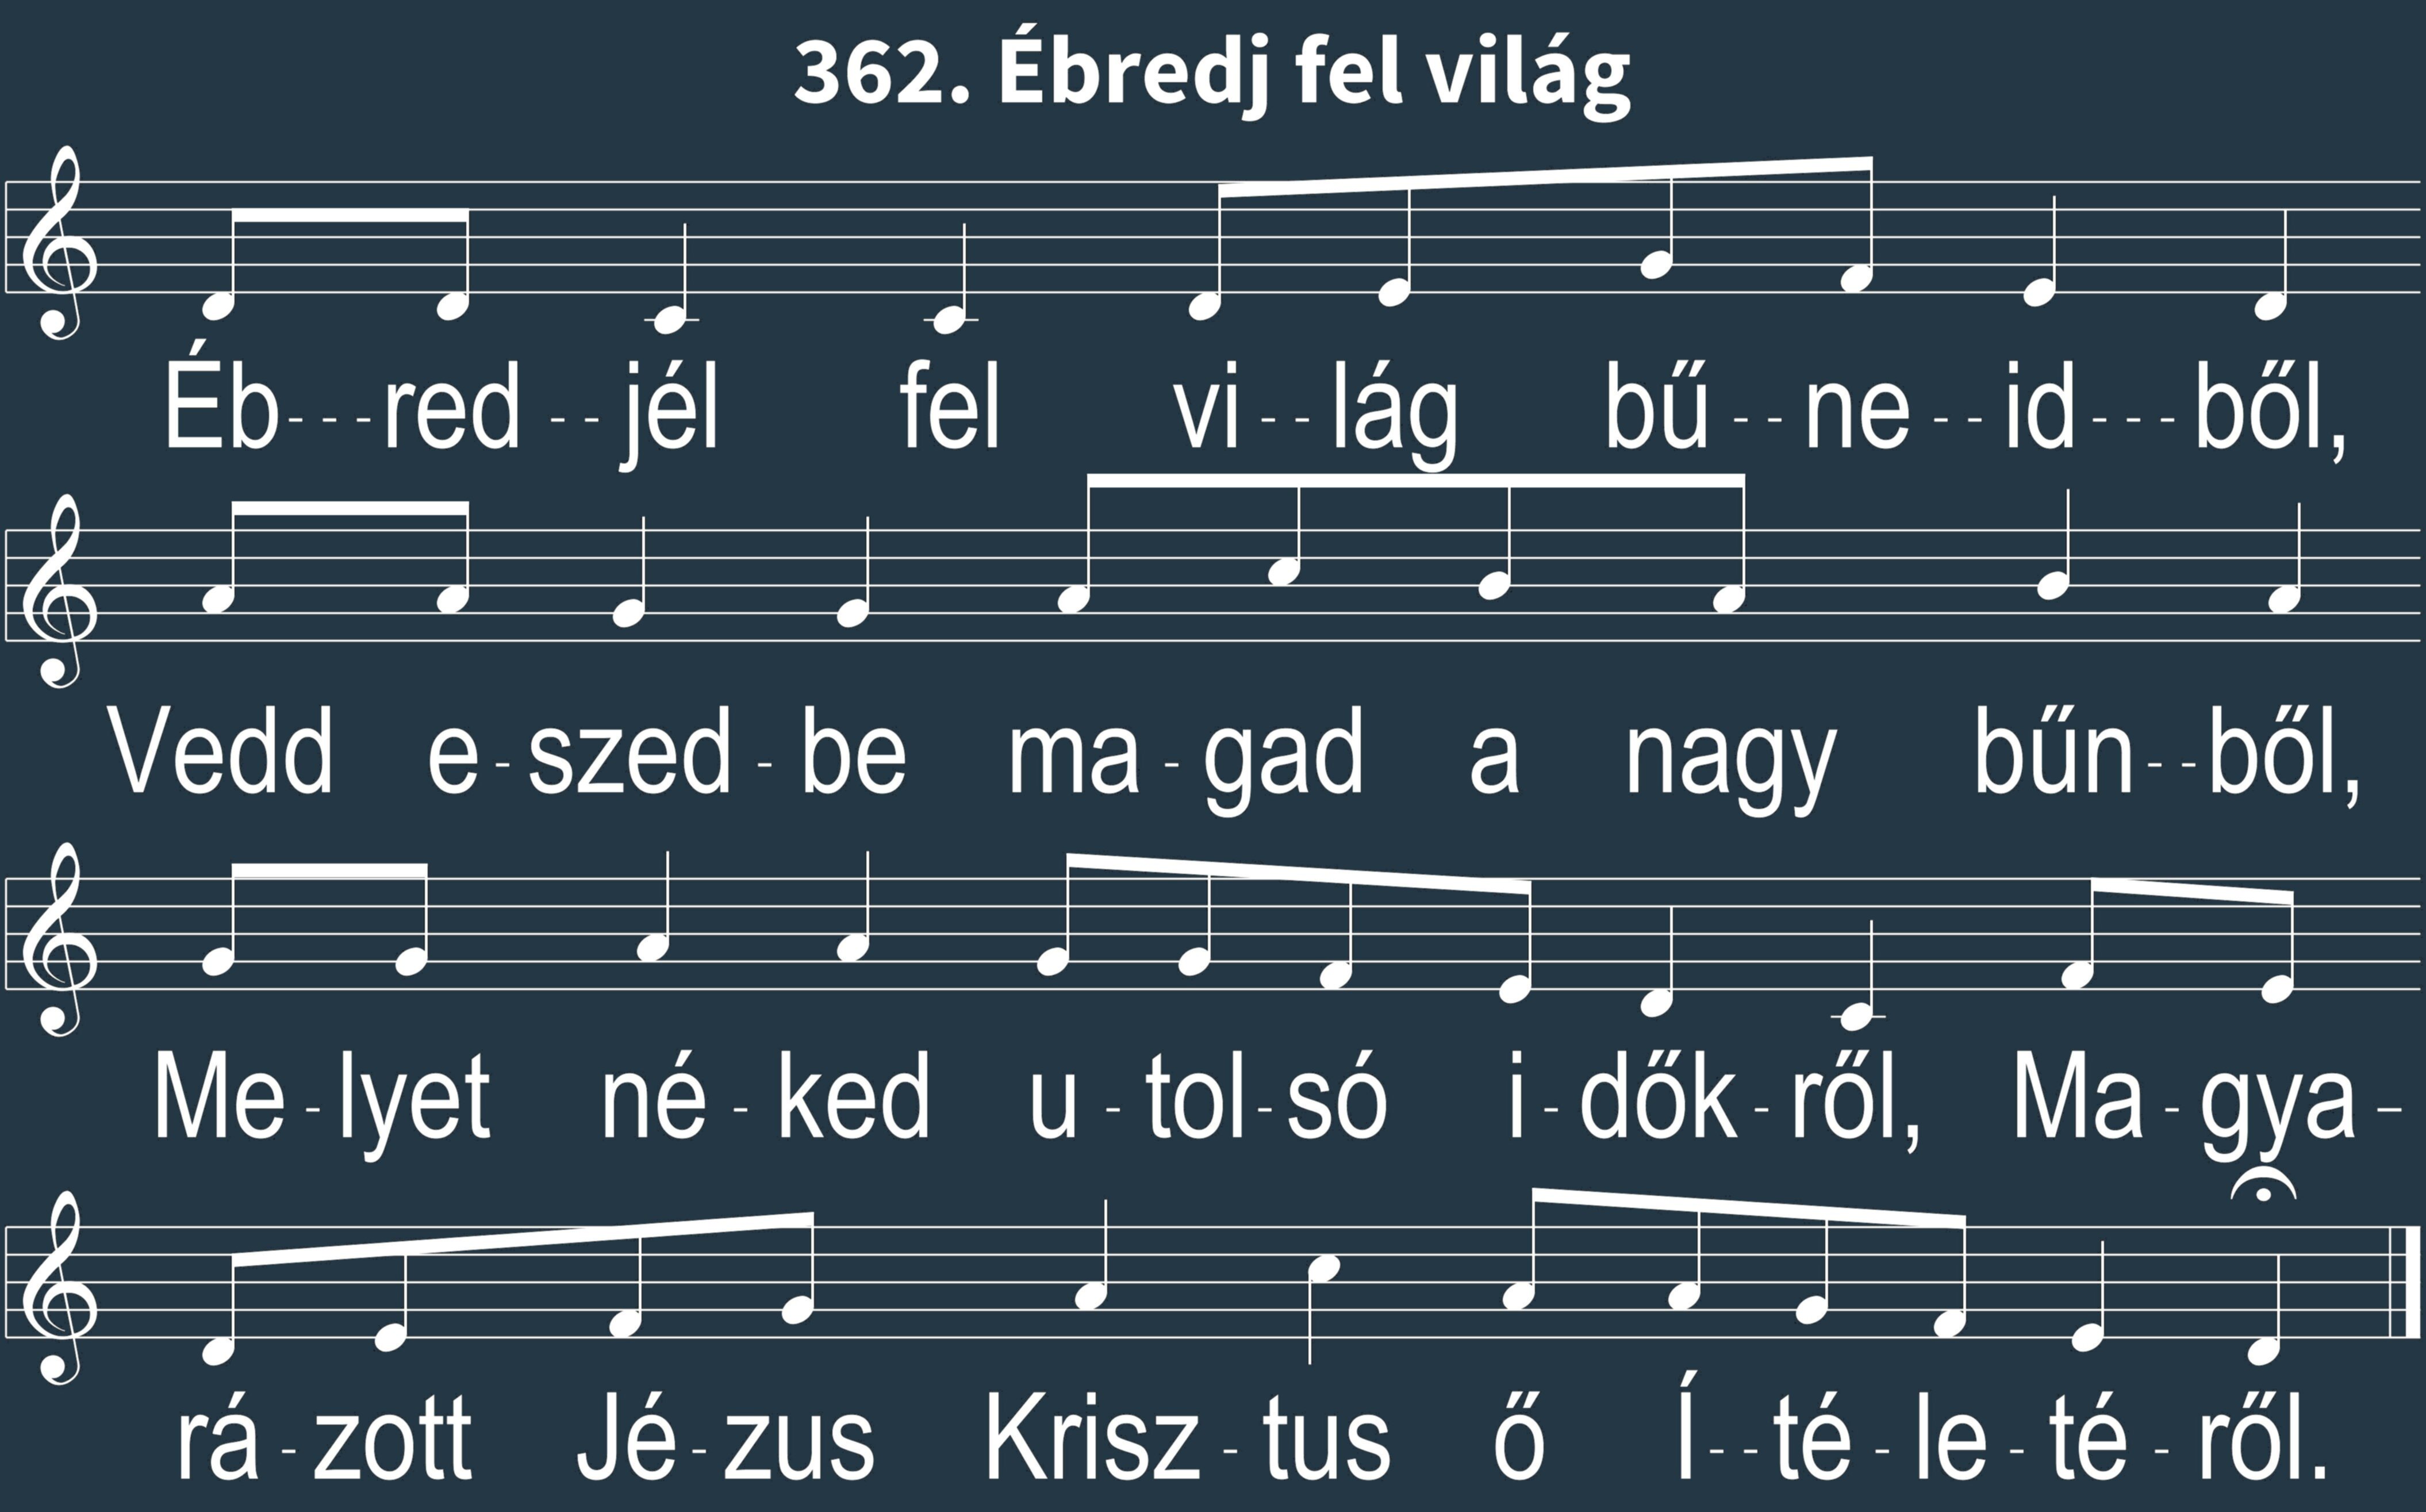 362. Ébredj fel világ
Éb---red--jél fel vi--lág bű--ne--id---ből,
Vedd e-szed-be ma-gad a nagy bűn--ből,
Me-lyet né-ked u-tol-só i-dők-ről, Ma-gya-
rá-zott Jé-zus Krisz-tus ő Í--té-le-té-ről.